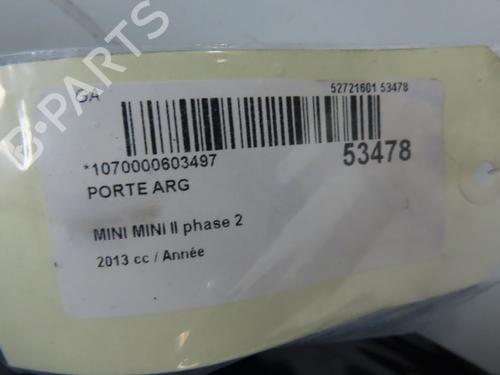 B-PARTS
GA
52721601 53478
*1070000603497
53478
PORTE ARG
MINI MINI II phase 2
2013 cc / Année